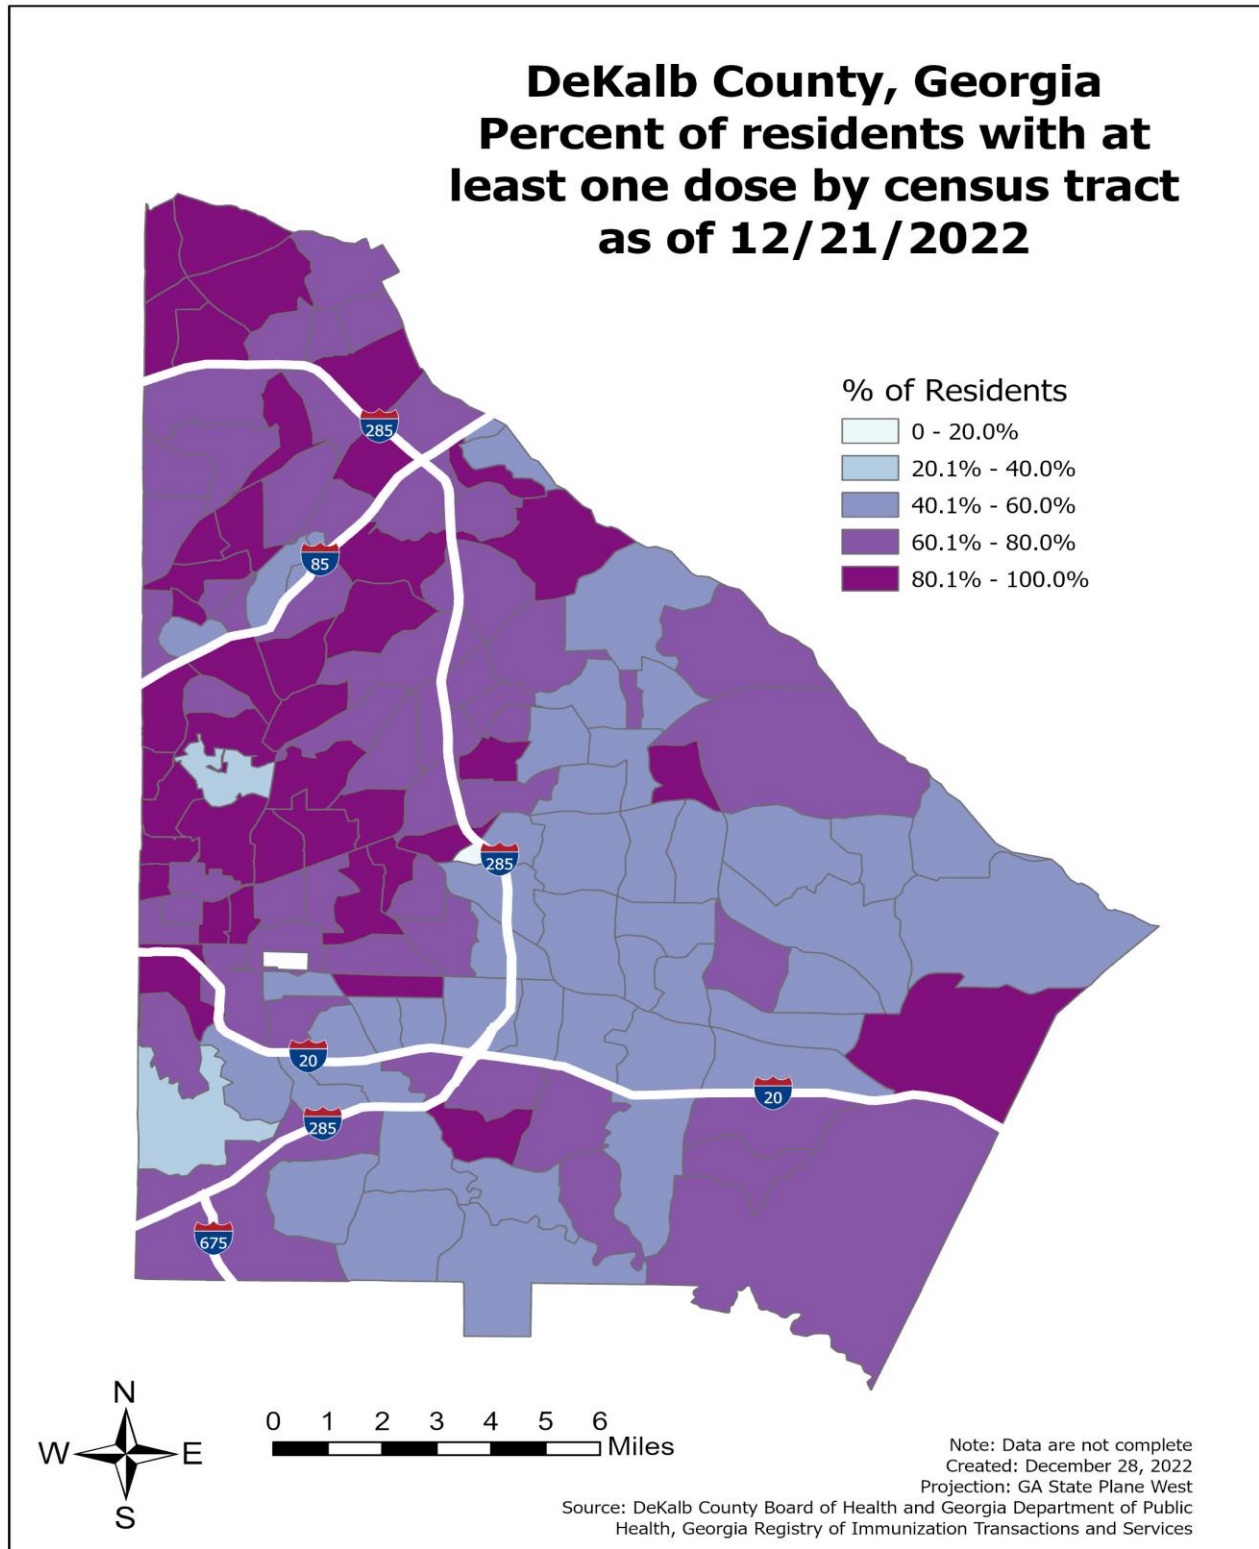 DeKalb County, Georgia
Percent of residents with at
least one dose by census tract
as of 12/21/2022
% of Residents
0 - 20.0%
20.1% - 40.0%
40.1% - 60.0%
60.1% - 80.0%
80.1% - 100.0%
285
85
285
20
20
285
675
N
W E
S
0 1 2 3 4 5 6
Miles
Note: Data are not complete
Created: December 28, 2022
Projection: GA State Plane West
Source: DeKalb County Board of Health and Georgia Department of Public
Health, Georgia Registry of Immunization Transactions and Services